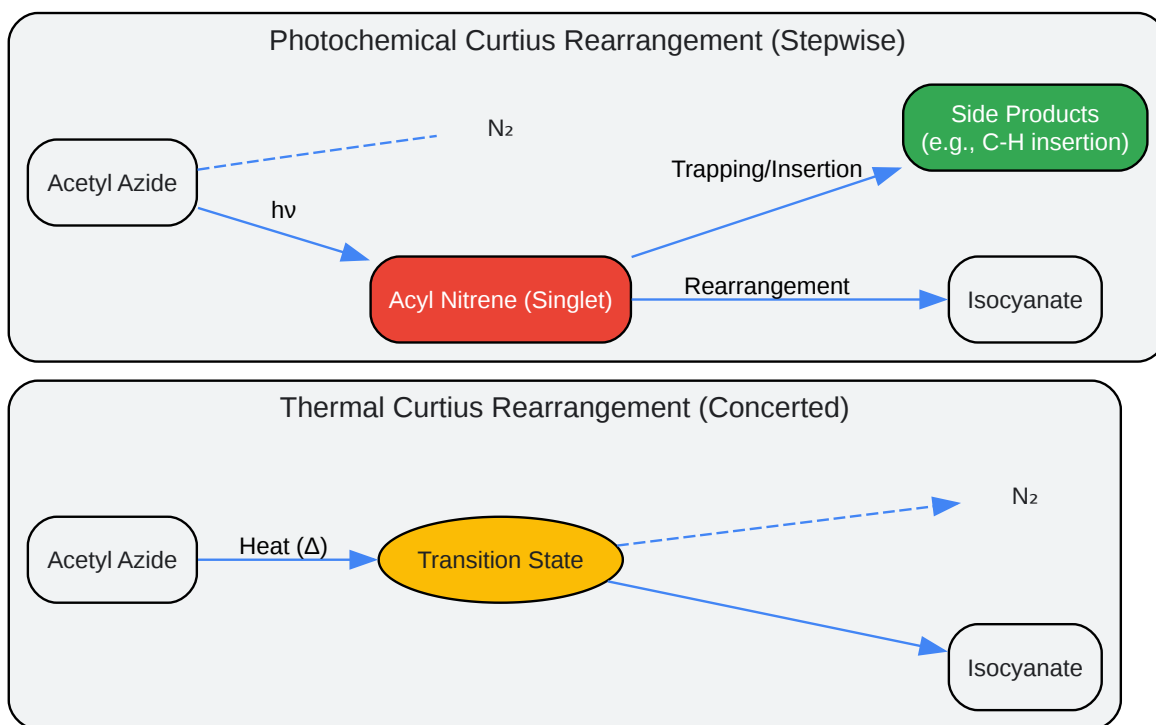 Photochemical Curtius Rearrangement (Stepwise)
Side Products
(e.g., C-H insertion)
N₂
Acetyl Azide
Trapping/Insertion
hν
Acyl Nitrene (Singlet)
Rearrangement
Isocyanate
Thermal Curtius Rearrangement (Concerted)
N₂
Acetyl Azide
Heat (Δ)
Transition State
Isocyanate